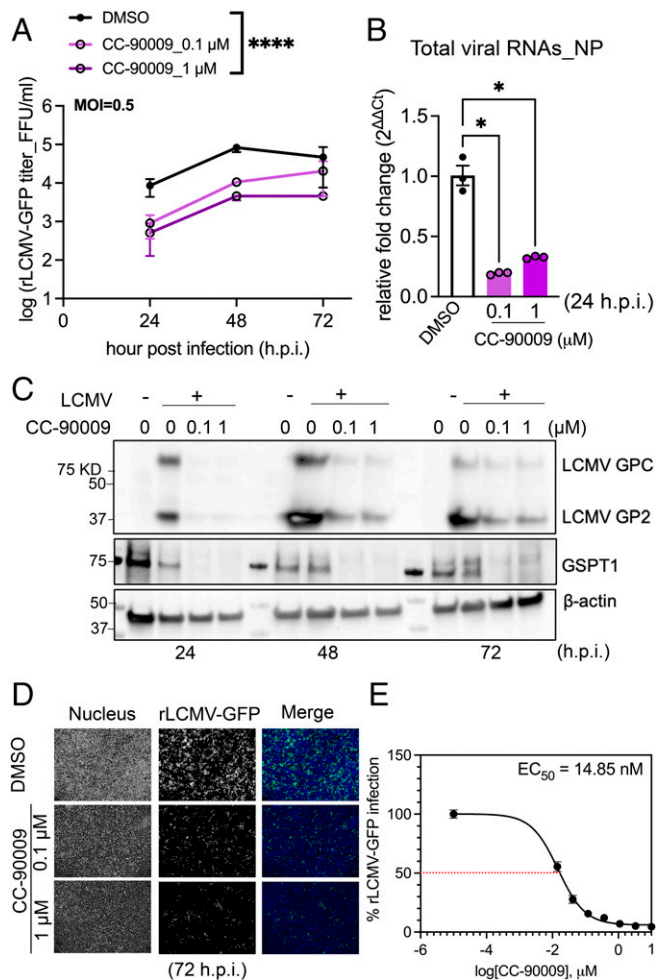 A
DMSO
CC-90009_0.1 µM
CC-90009_1 µM
****
MOI=0.5
log (rLCMV-GFP titer_FFU/ml)
6
5
4
3
2
1
0
24
48
72
hour post infection (h.p.i.)
B
Total viral RNAs_NP
relative fold change (2^ΔΔCt)
1.5
1.0
0.5
0.0
*
*
DMSO
0.1
1
(24 h.p.i.)
CC-90009 (µM)
C
LCMV - + - + - +
CC-90009 0 0 0.1 1 0 0 0.1 1 0 0 0.1 1 (µM)
75 KD
50
37
LCMV GPC
LCMV GP2
75
GSPT1
50
37
β-actin
24 48 72 (h.p.i.)
D
Nucleus rLCMV-GFP Merge
DMSO
CC-90009
0.1 µM
1 µM
(72 h.p.i.)
E
% rLCMV-GFP infection
150
100
50
0
EC50 = 14.85 nM
-6 -4 -2 0 2
log[CC-90009], µM